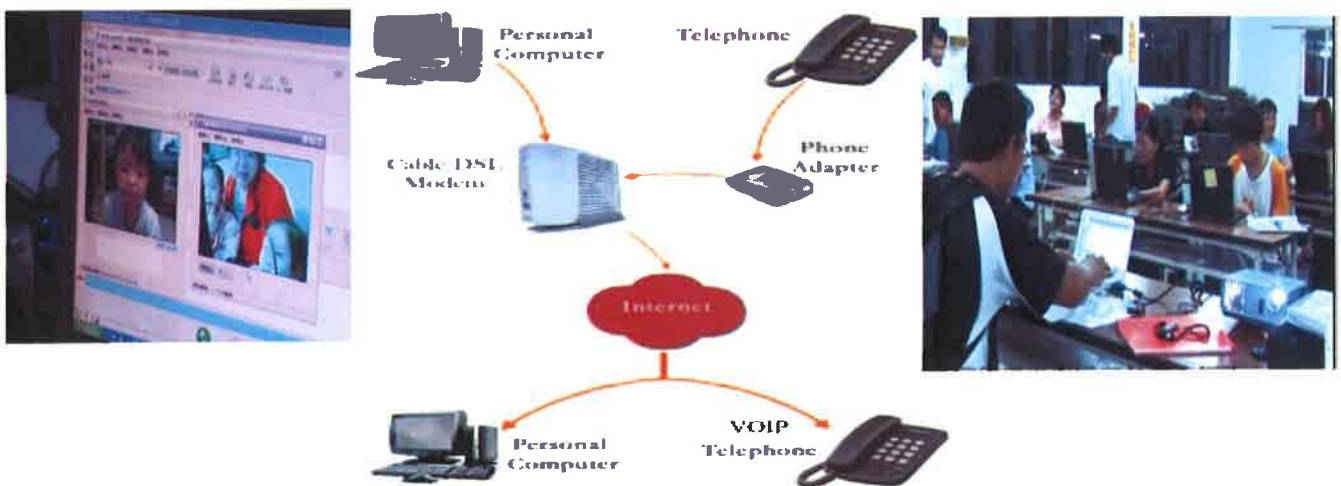 Personal
Computer
Telephone
Cable DSL
Modem
Phone
Adapter
Internet
Personal
Computer
VOIP
Telephone